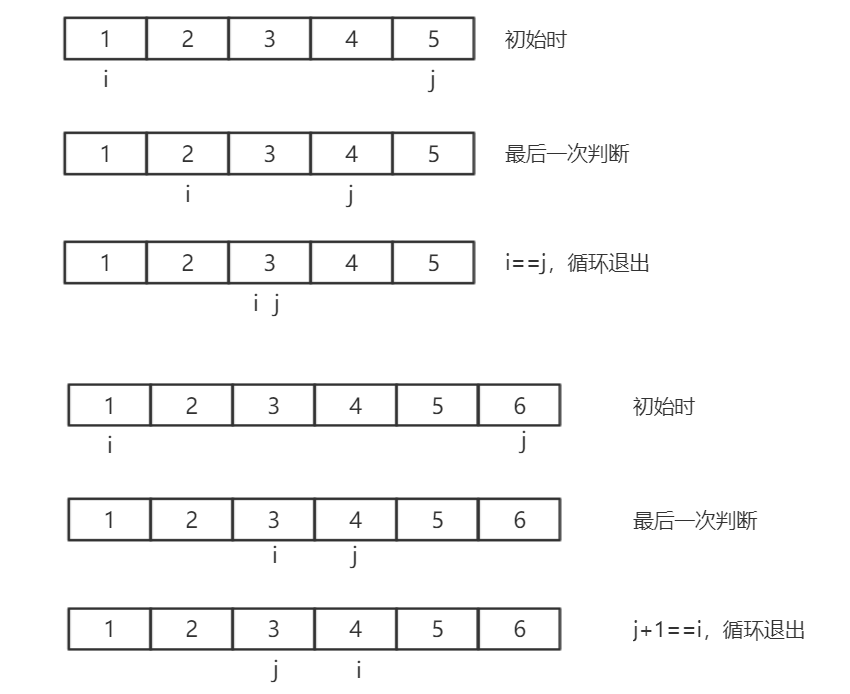 1 2 3 4 5 初始时
i j
1 2 3 4 5 最后一次判断
i j
1 2 3 4 5 i==j，循环退出
i j
1 2 3 4 5 6 初始时
i j
1 2 3 4 5 6 最后一次判断
i j
1 2 3 4 5 6 j+1==i，循环退出
j i